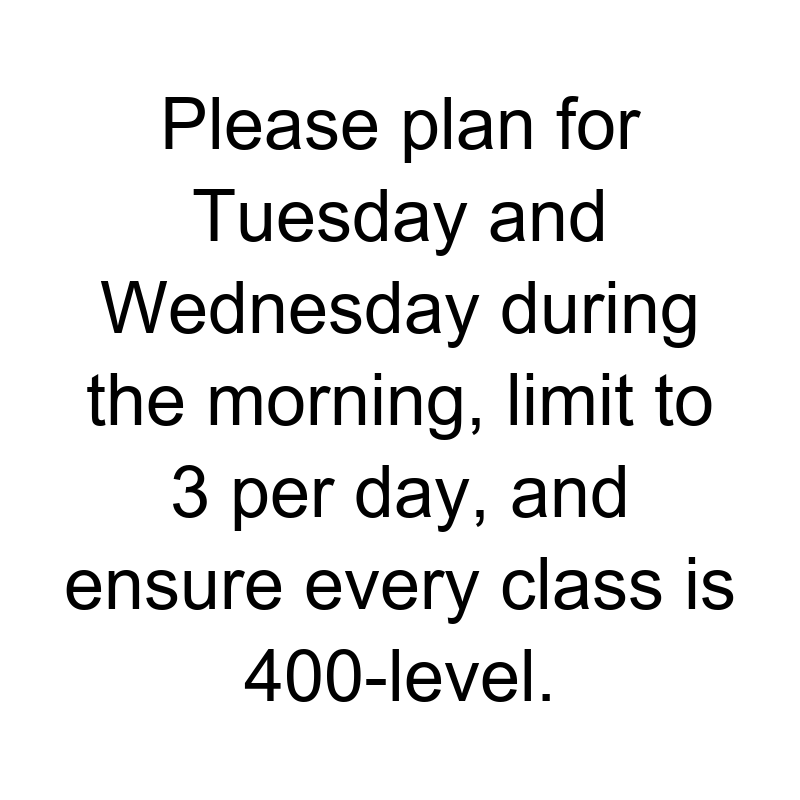 Please plan for
Tuesday and
Wednesday during
the morning, limit to
3 per day, and
ensure every class is
400-level.